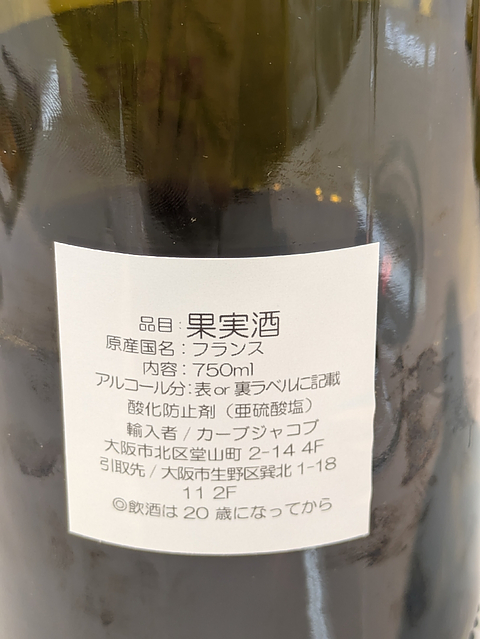 品目：果実酒
原産国名：フランス
内容：750ml
アルコール分：表 or 裏ラベルに記載
酸化防止剤（亜硫酸塩）
輸入者 / カーブジャコブ
大阪市北区堂山町 2-14 4F
引取先 / 大阪市生野区巽北 1-18
11 2F
◎飲酒は 20 歳になってから